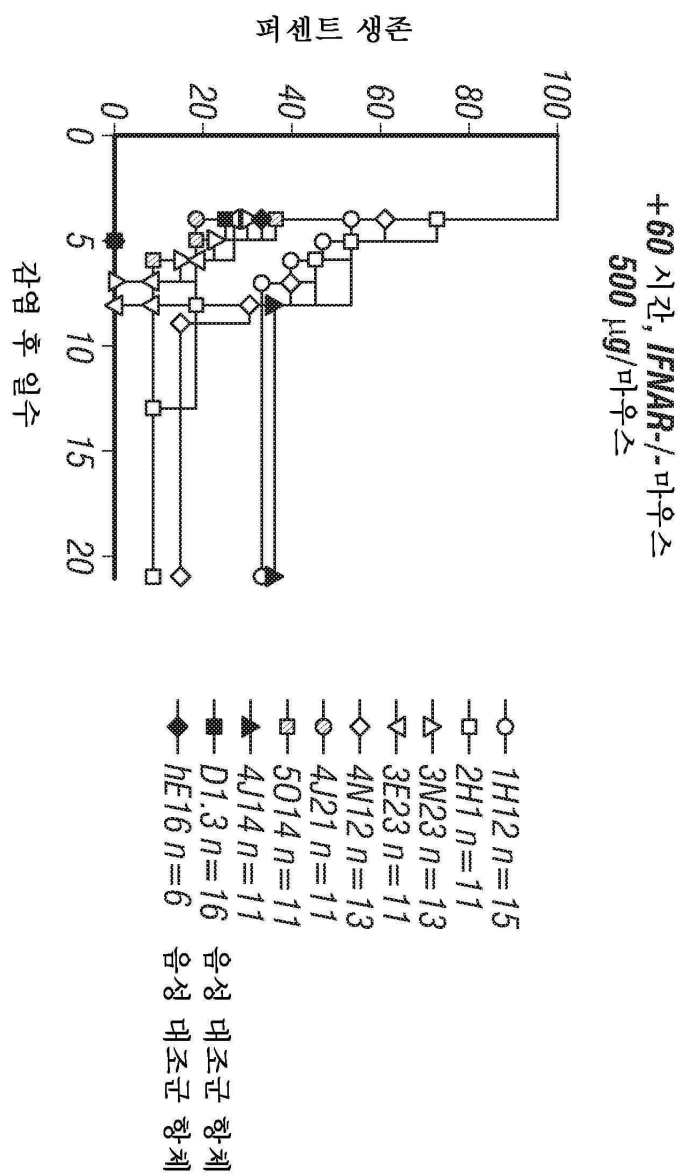 +60 시간, IFNAR-/-마우스
500 µg/마우스
퍼센트 생존
100
80
60
40
20
0
0
5
10
15
20
감염 후 일수
1H12 n=15
2H1 n=11
3N23 n=13
3E23 n=11
4N12 n=13
4J21 n=11
5O14 n=11
4J14 n=11
D1.3 n=16 음성 대조군 항체
hE16 n=6 음성 대조군 항체